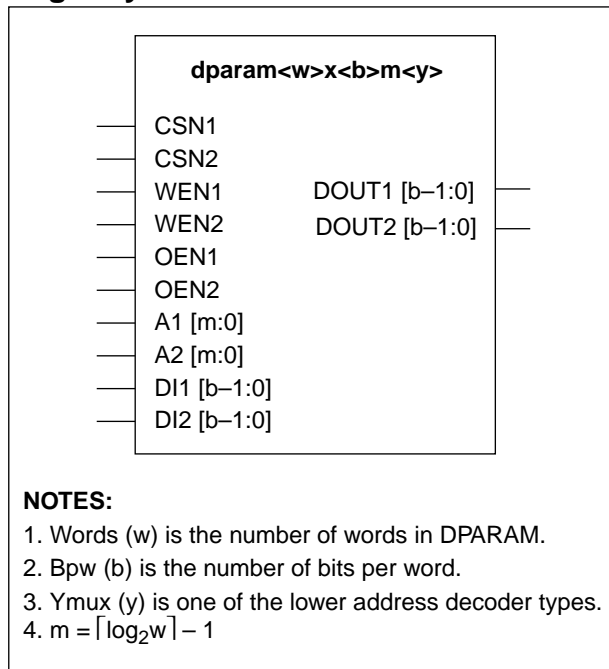 dparam<w>x<b>m<y>
CSN1
CSN2
WEN1 DOUT1 [b–1:0]
WEN2 DOUT2 [b–1:0]
OEN1
OEN2
A1 [m:0]
A2 [m:0]
DI1 [b–1:0]
DI2 [b–1:0]
NOTES:
1. Words (w) is the number of words in DPARAM.
2. Bpw (b) is the number of bits per word.
3. Ymux (y) is one of the lower address decoder types.
4. m = ⌈log₂w⌉ – 1